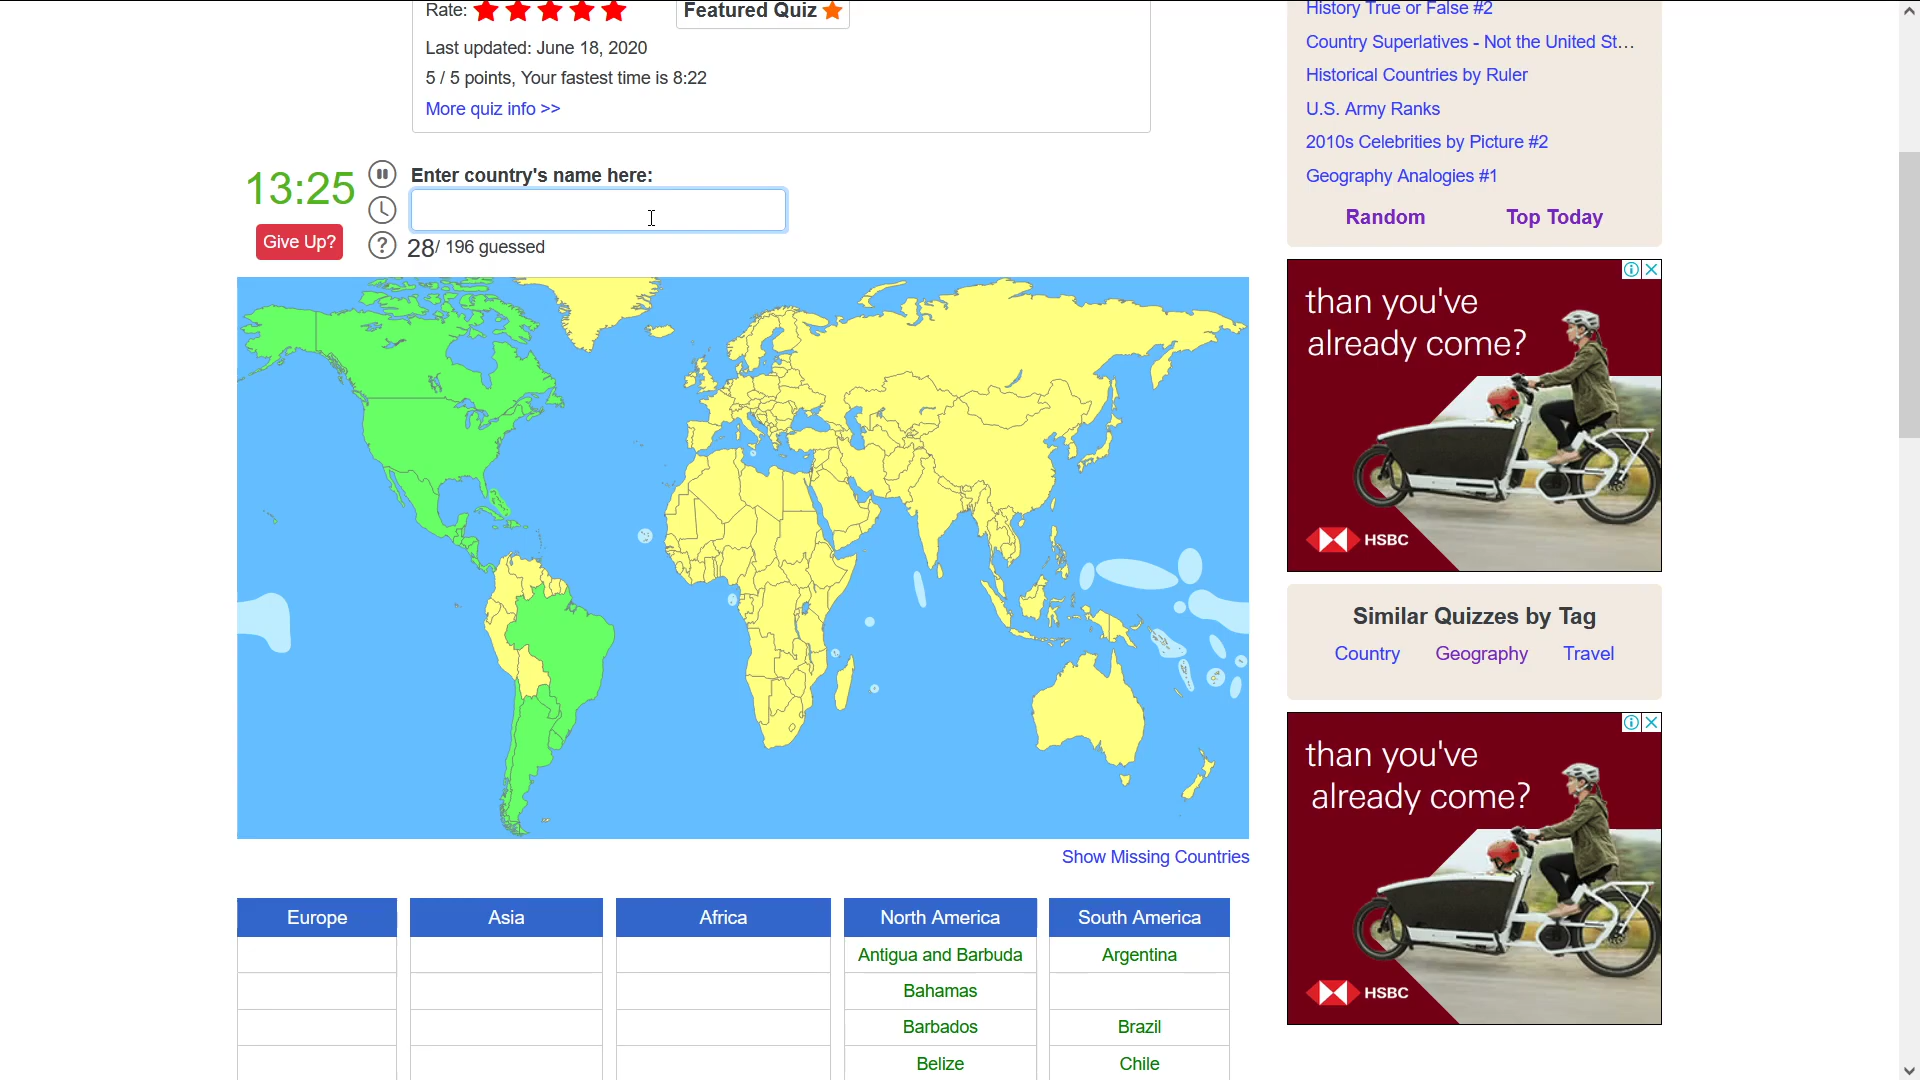 Rate:
Featured Quiz
Last updated: June 18, 2020
5 / 5 points, Your fastest time is 8:22
More quiz info >>
13:25
Give Up?
Enter country's name here:
28/ 196 guessed
?
Show Missing Countries
Europe
Asia
Africa
North America
South America
Antigua and Barbuda
Argentina
Bahamas
Barbados
Brazil
Belize
Chile
History True or False #2
Country Superlatives - Not the United St...
Historical Countries by Ruler
U.S. Army Ranks
2010s Celebrities by Picture #2
Geography Analogies #1
Random
Top Today
than you've
already come?
HSBC
Similar Quizzes by Tag
Country
Geography
Travel
than you've
already come?
HSBC